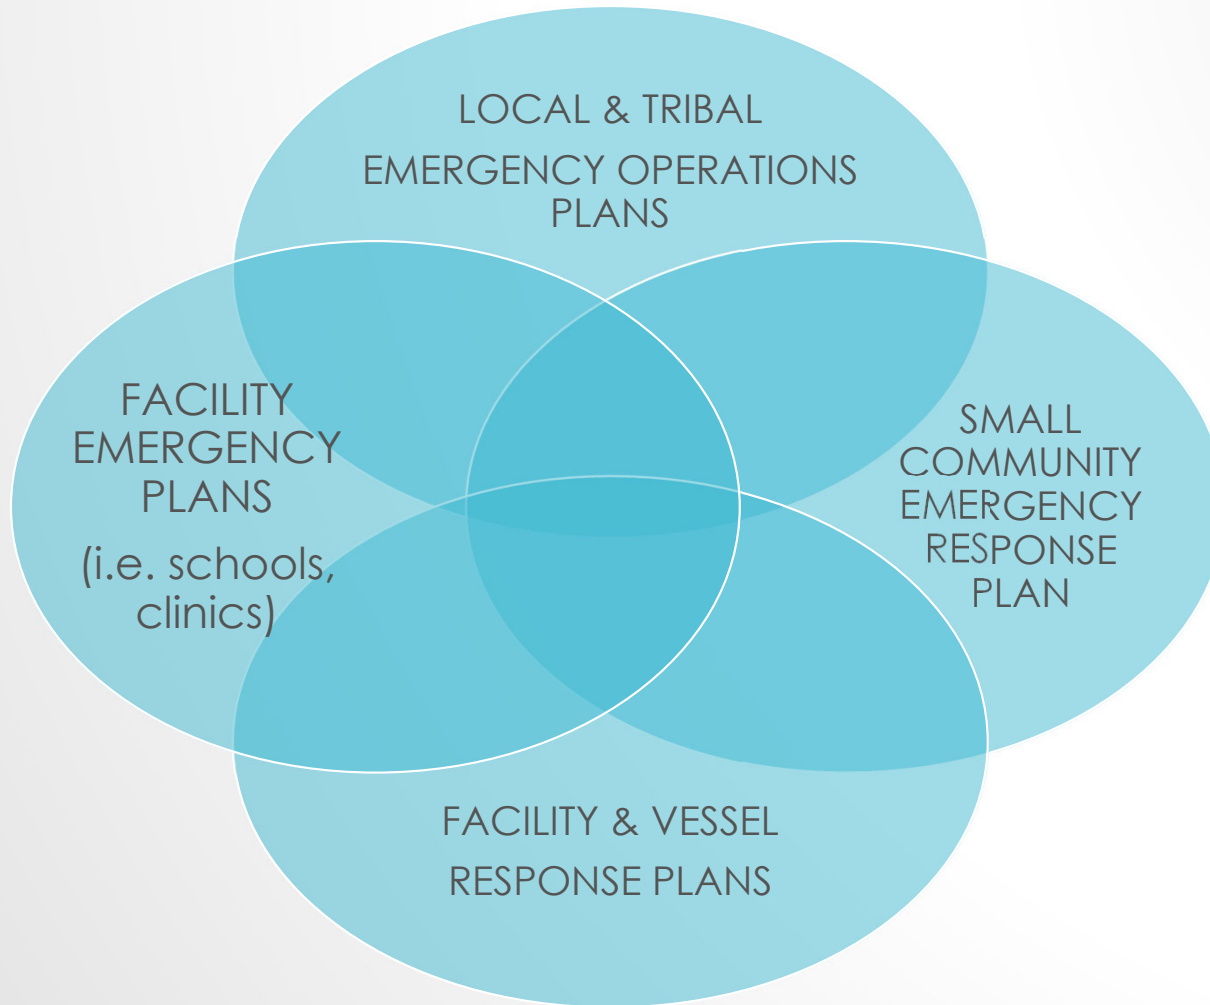 LOCAL & TRIBAL
EMERGENCY OPERATIONS
PLANS
FACILITY
EMERGENCY
PLANS
(i.e. schools,
clinics)
SMALL
COMMUNITY
EMERGENCY
RESPONSE
PLAN
FACILITY & VESSEL
RESPONSE PLANS